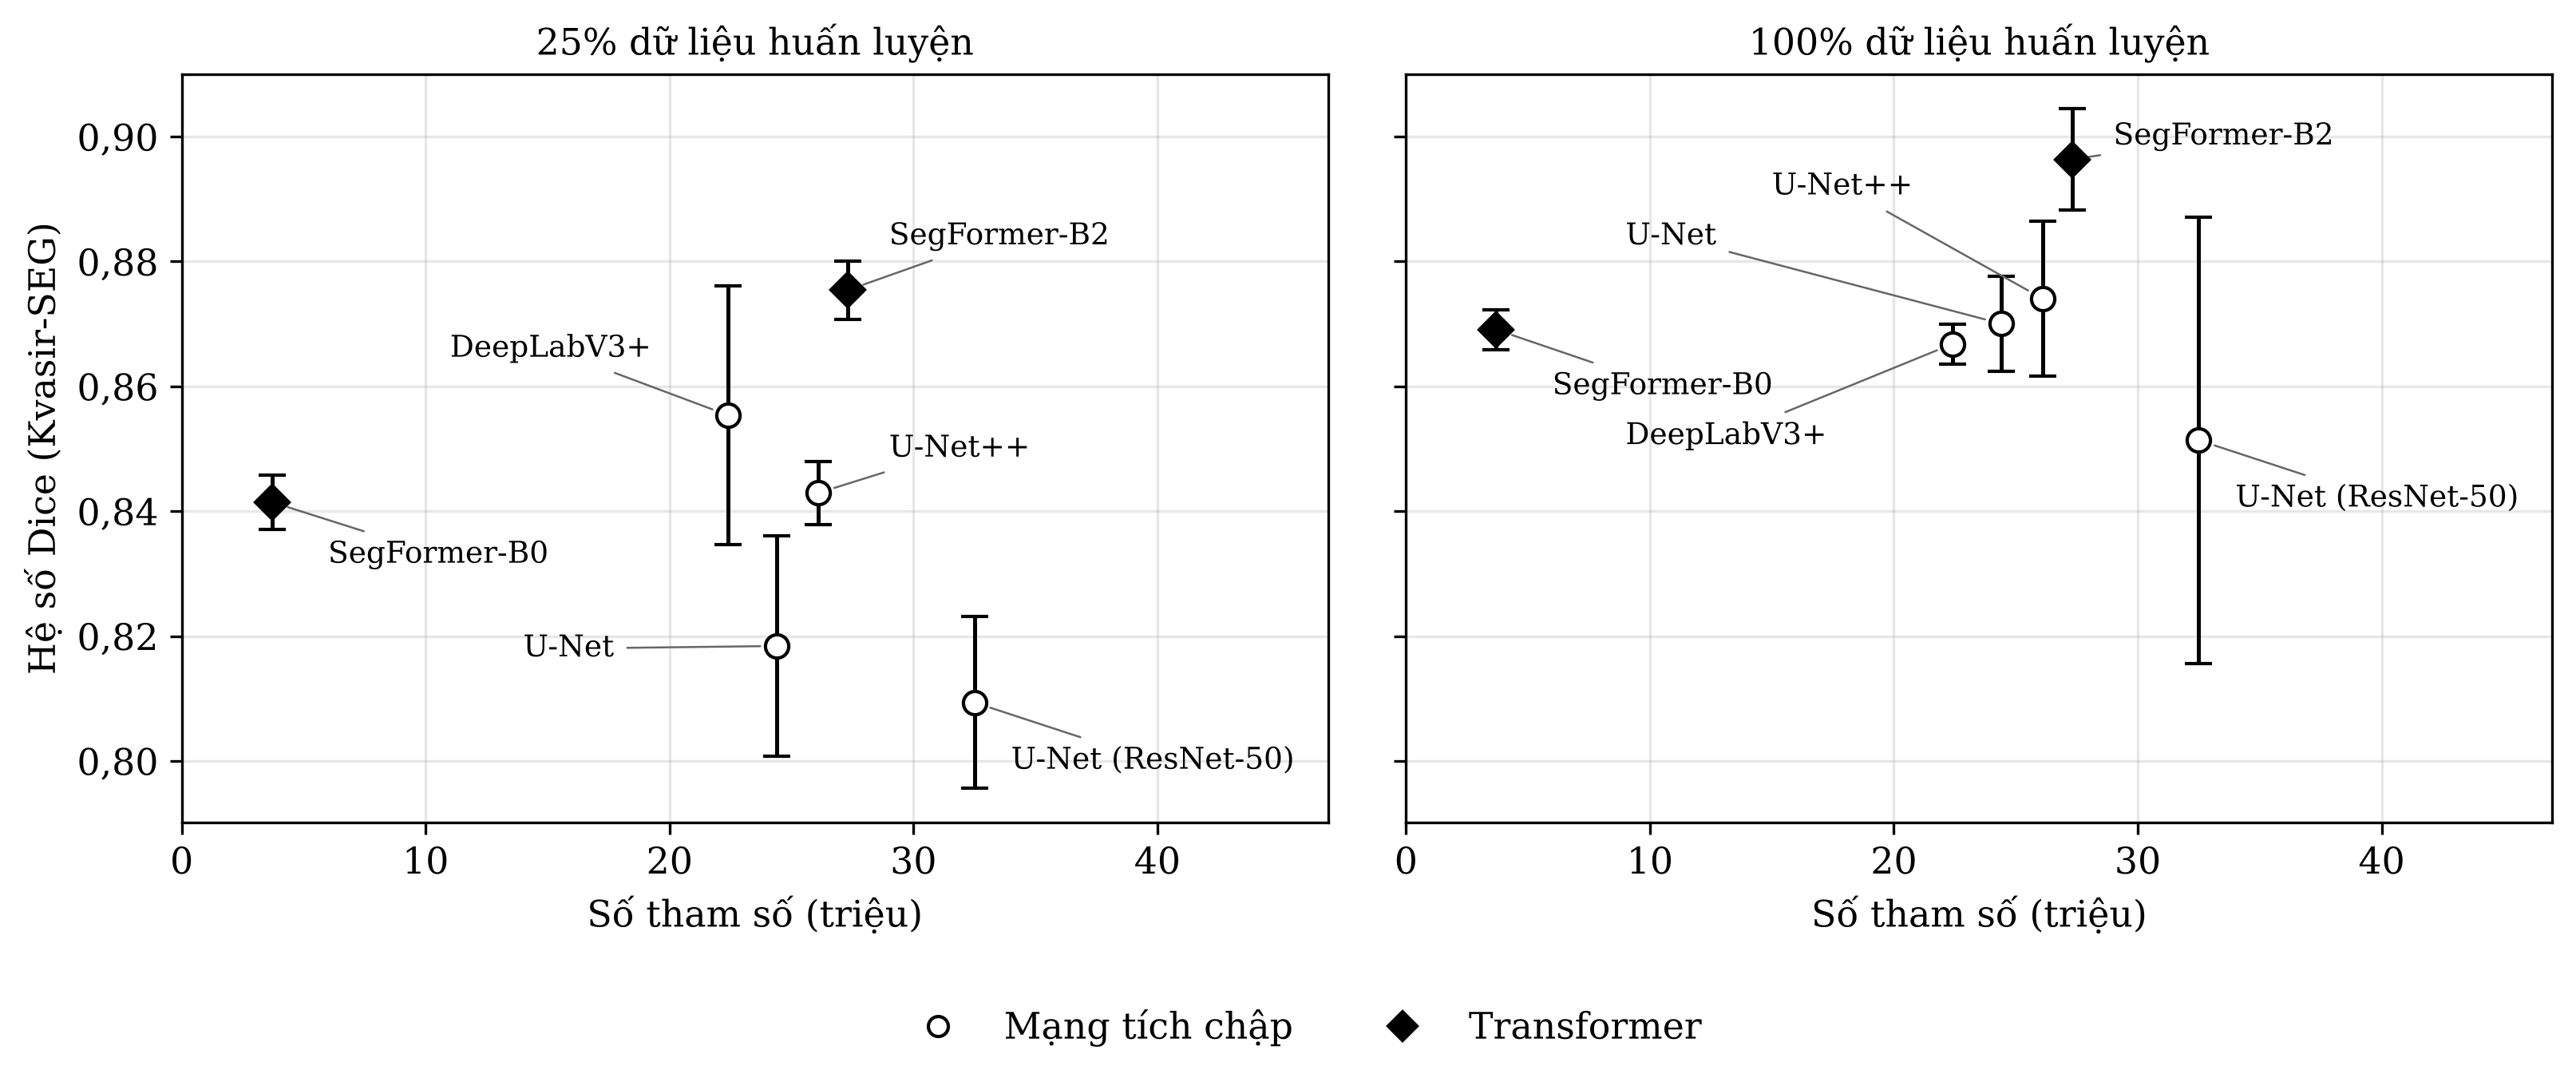 25% dữ liệu huấn luyện
100% dữ liệu huấn luyện
Hệ số Dice (Kvasir-SEG)
0,90
0,88
0,86
0,84
0,82
0,80
SegFormer-B2
DeepLabV3+
U-Net++
SegFormer-B0
U-Net
U-Net (ResNet-50)
0 10 20 30 40
Số tham số (triệu)
SegFormer-B2
U-Net++
U-Net
SegFormer-B0
DeepLabV3+
U-Net (ResNet-50)
0 10 20 30 40
Số tham số (triệu)
Mạng tích chập
Transformer